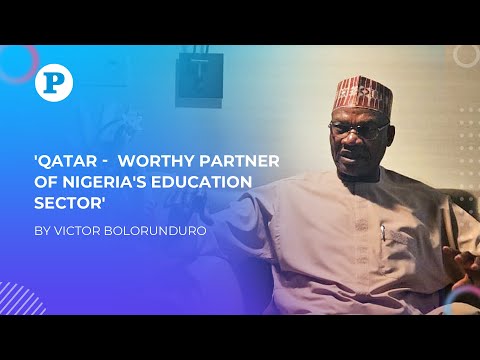 P
'QATAR - WORTHY PARTNER
OF NIGERIA'S EDUCATION
SECTOR'
BY VICTOR BOLORUNDURO